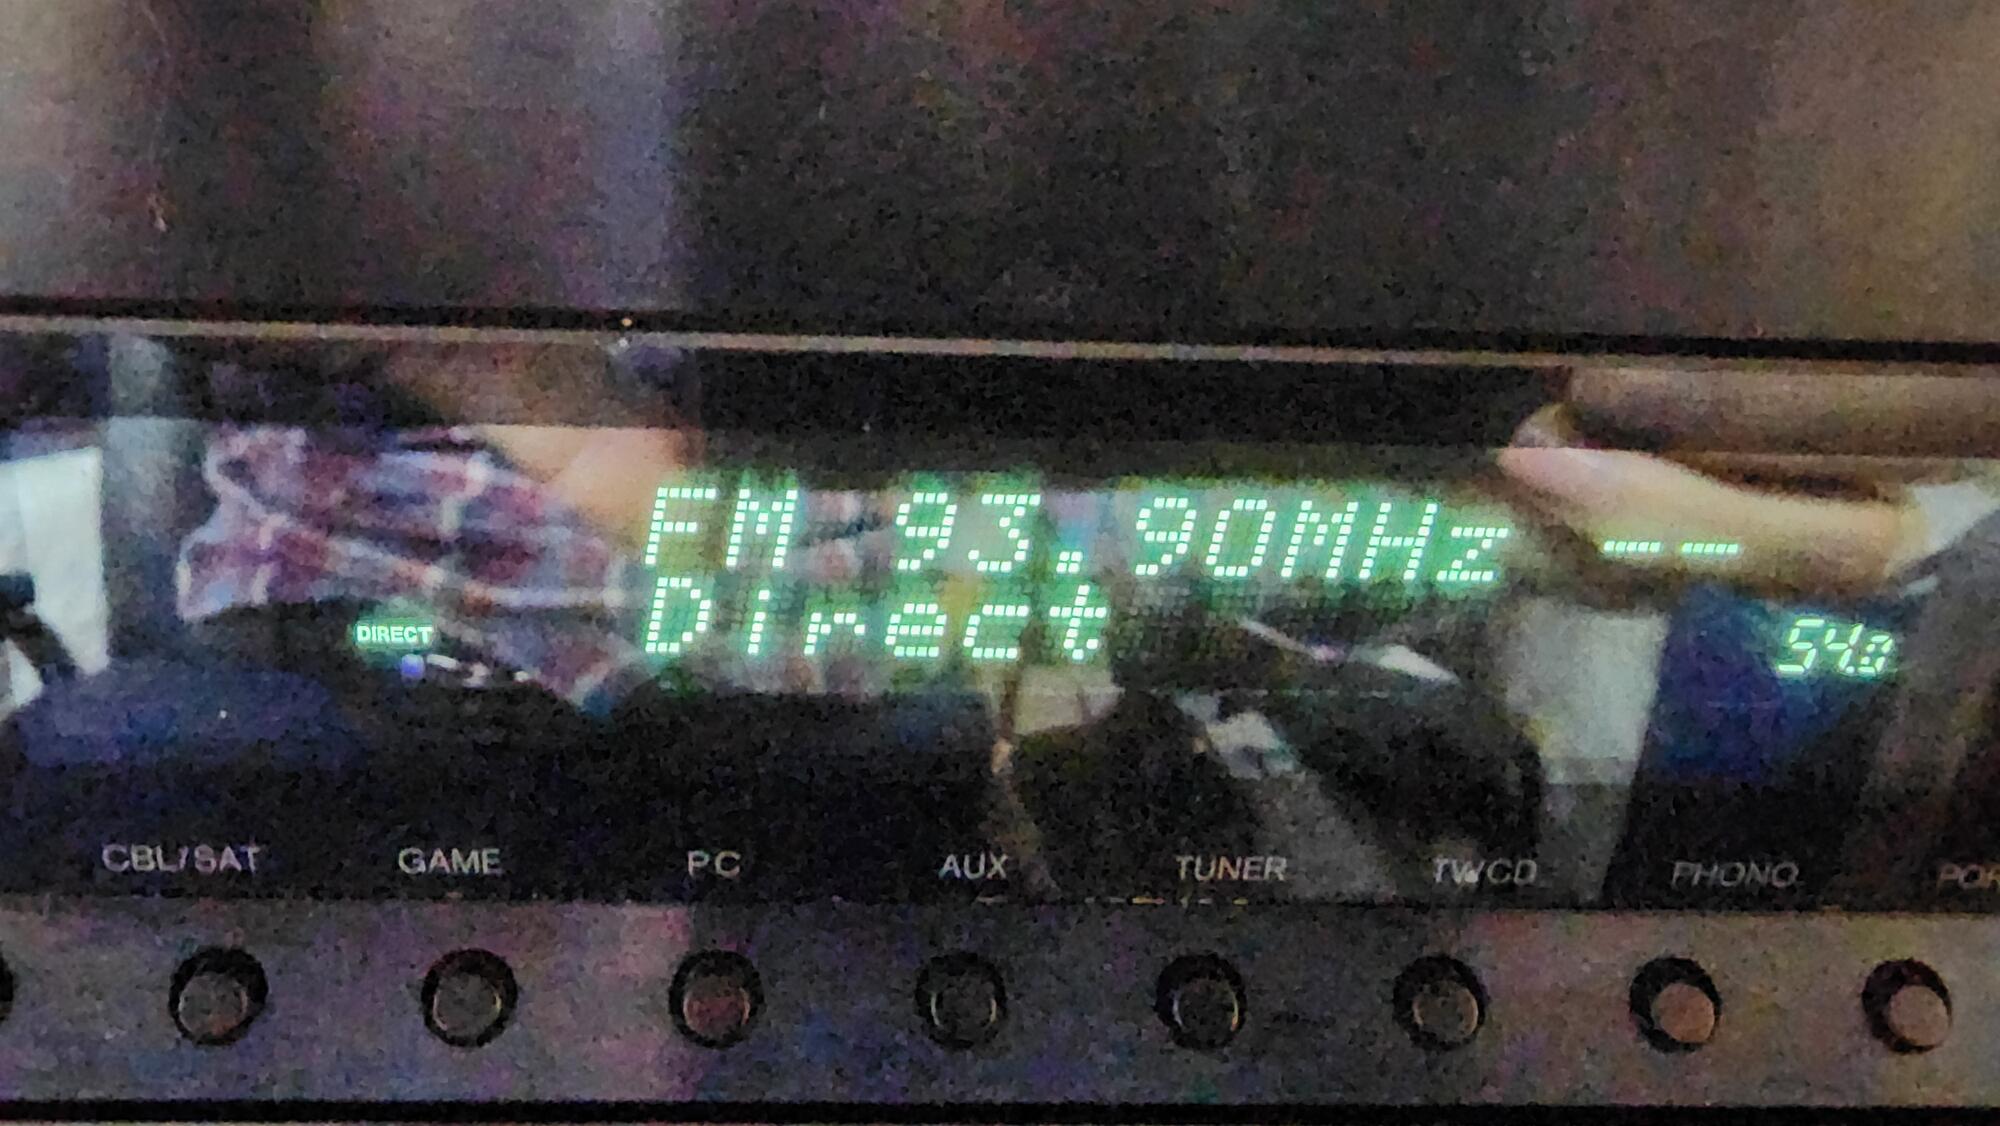 FM 93.90MHz --
Direct
DIRECT
54.0
CBL/SAT GAME PC AUX TUNER TV/CD PHONO